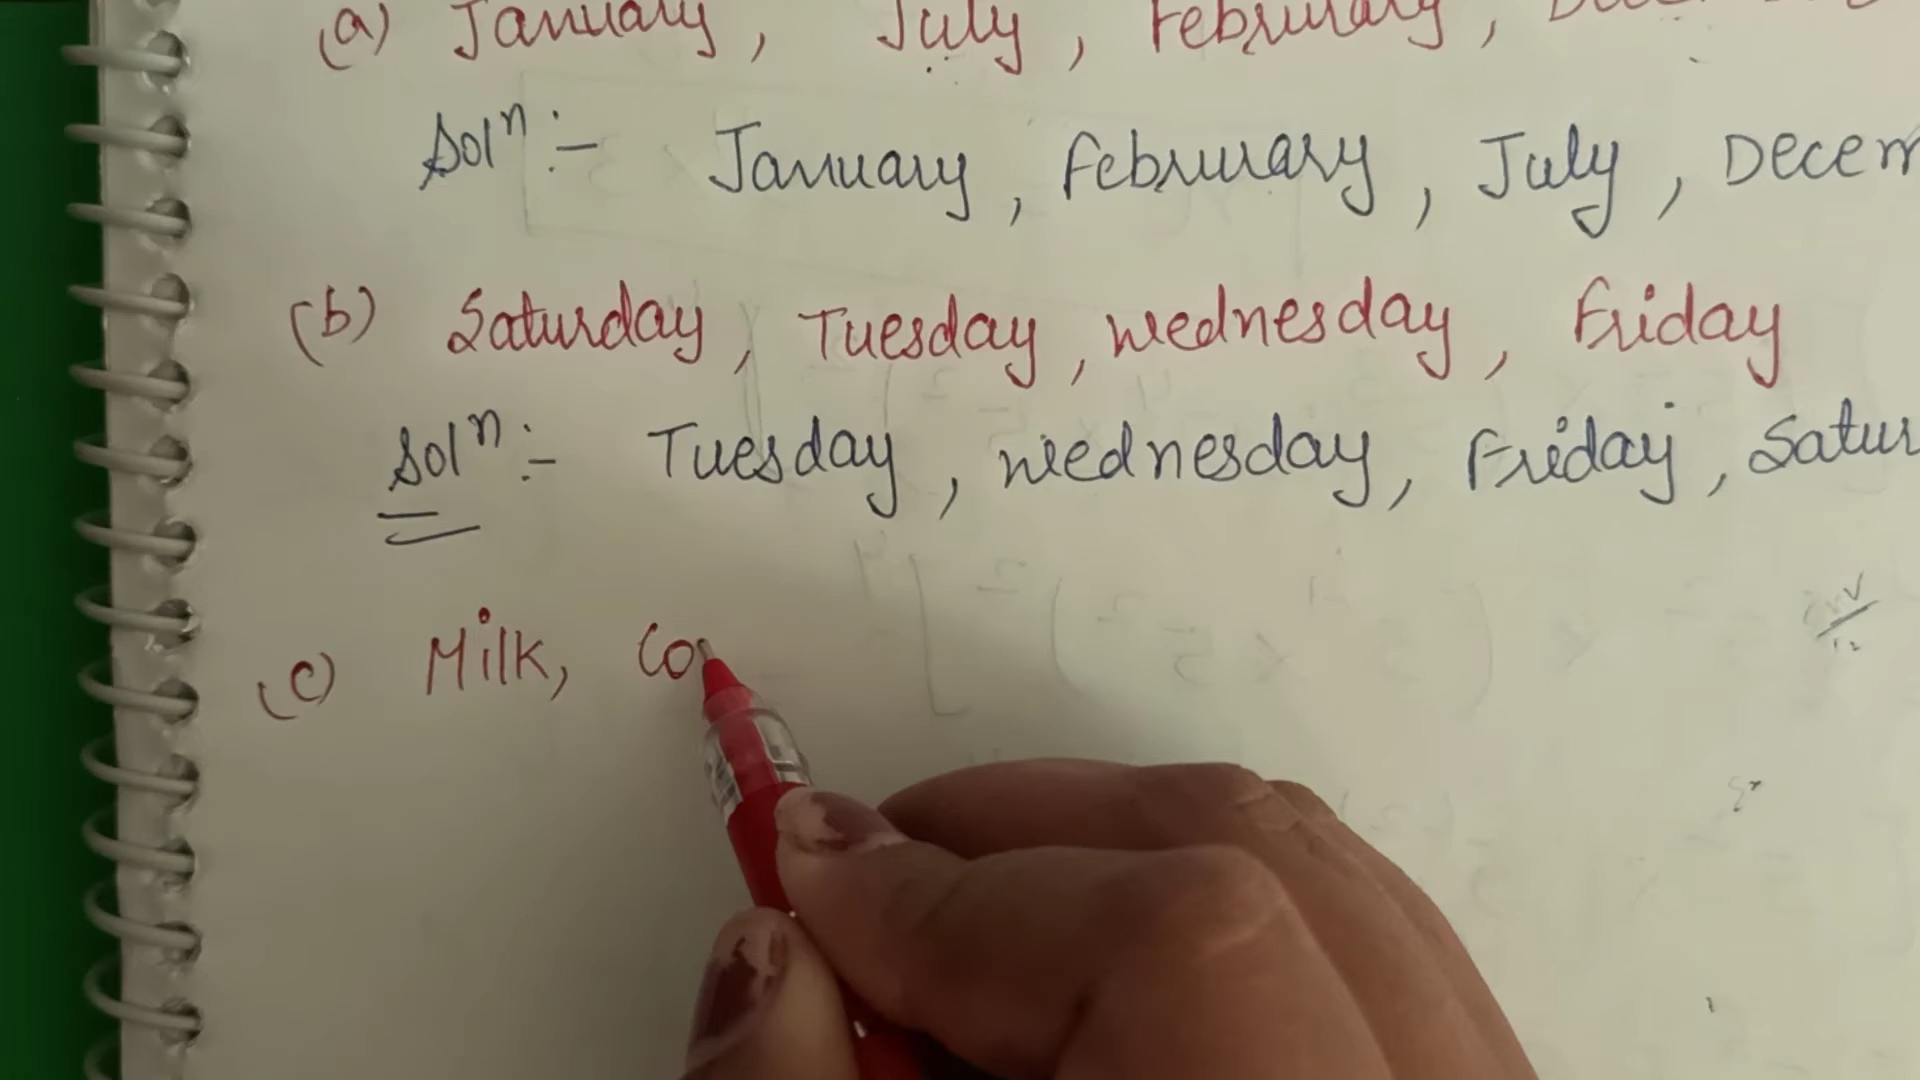 (a) January, July, February,
Solⁿ:- January, February, July, Decem
(b) Saturday, Tuesday, Wednesday, Friday
Solⁿ:- Tuesday, Wednesday, Friday, Satur
(c) Milk, Co